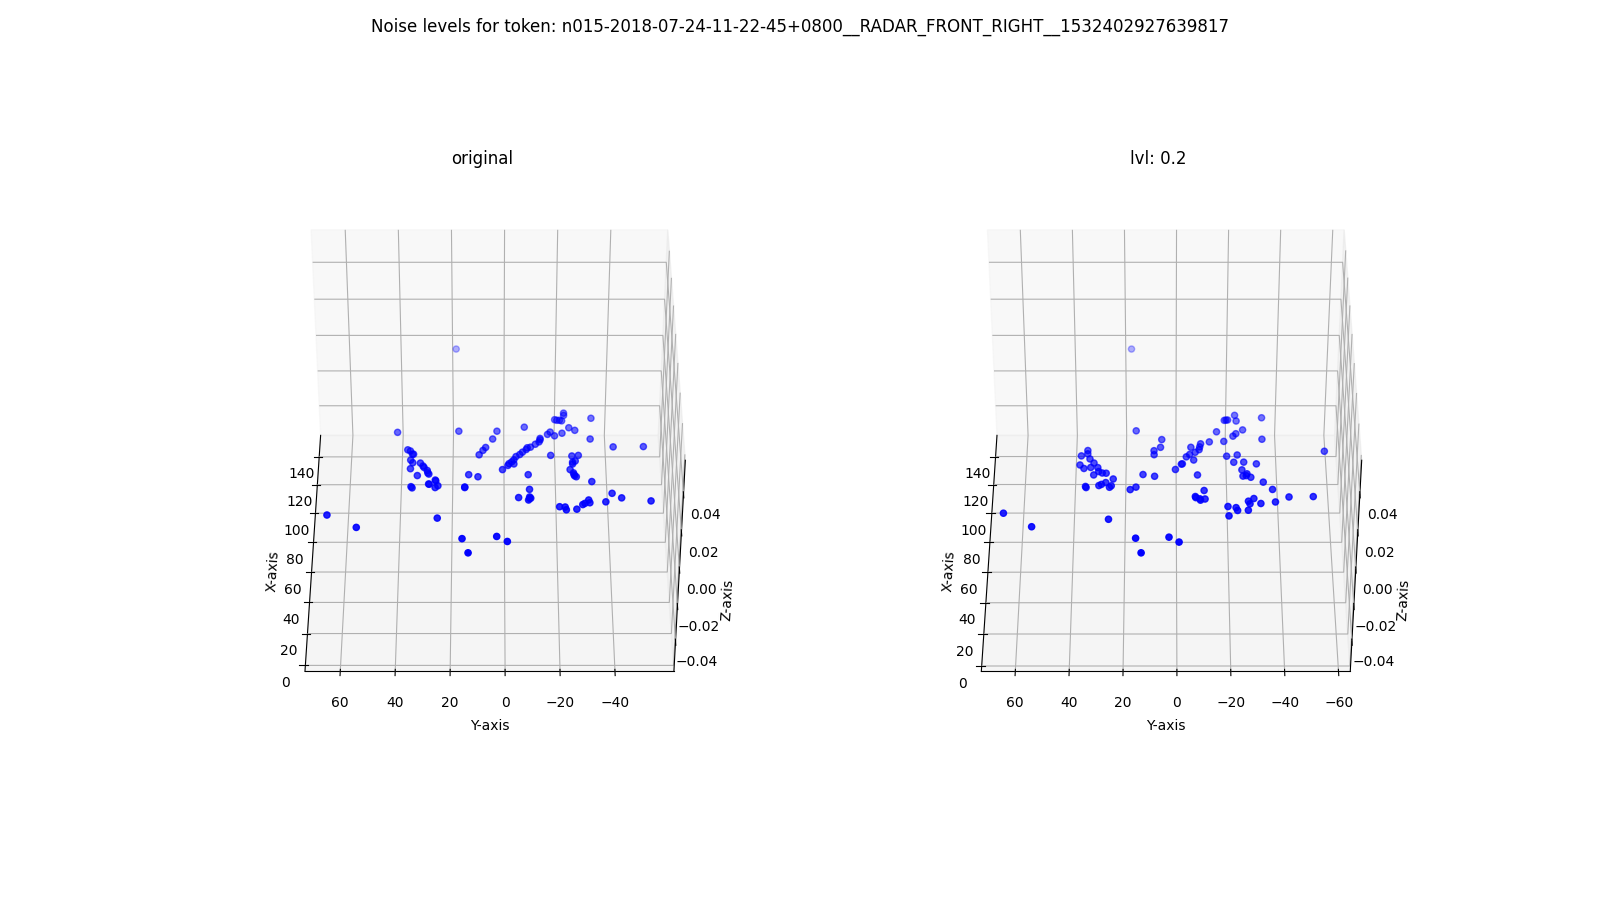 Noise levels for token: n015-2018-07-24-11-22-45+0800__RADAR_FRONT_RIGHT__1532402927639817
original
140
120
100
80
60
40
20
0
X-axis
60 40 20 0 −20 −40
Y-axis
0.04
0.02
0.00
−0.02
−0.04
Z-axis
lvl: 0.2
140
120
100
80
60
40
20
0
X-axis
60 40 20 0 −20 −40 −60
Y-axis
0.04
0.02
0.00
−0.02
−0.04
Z-axis